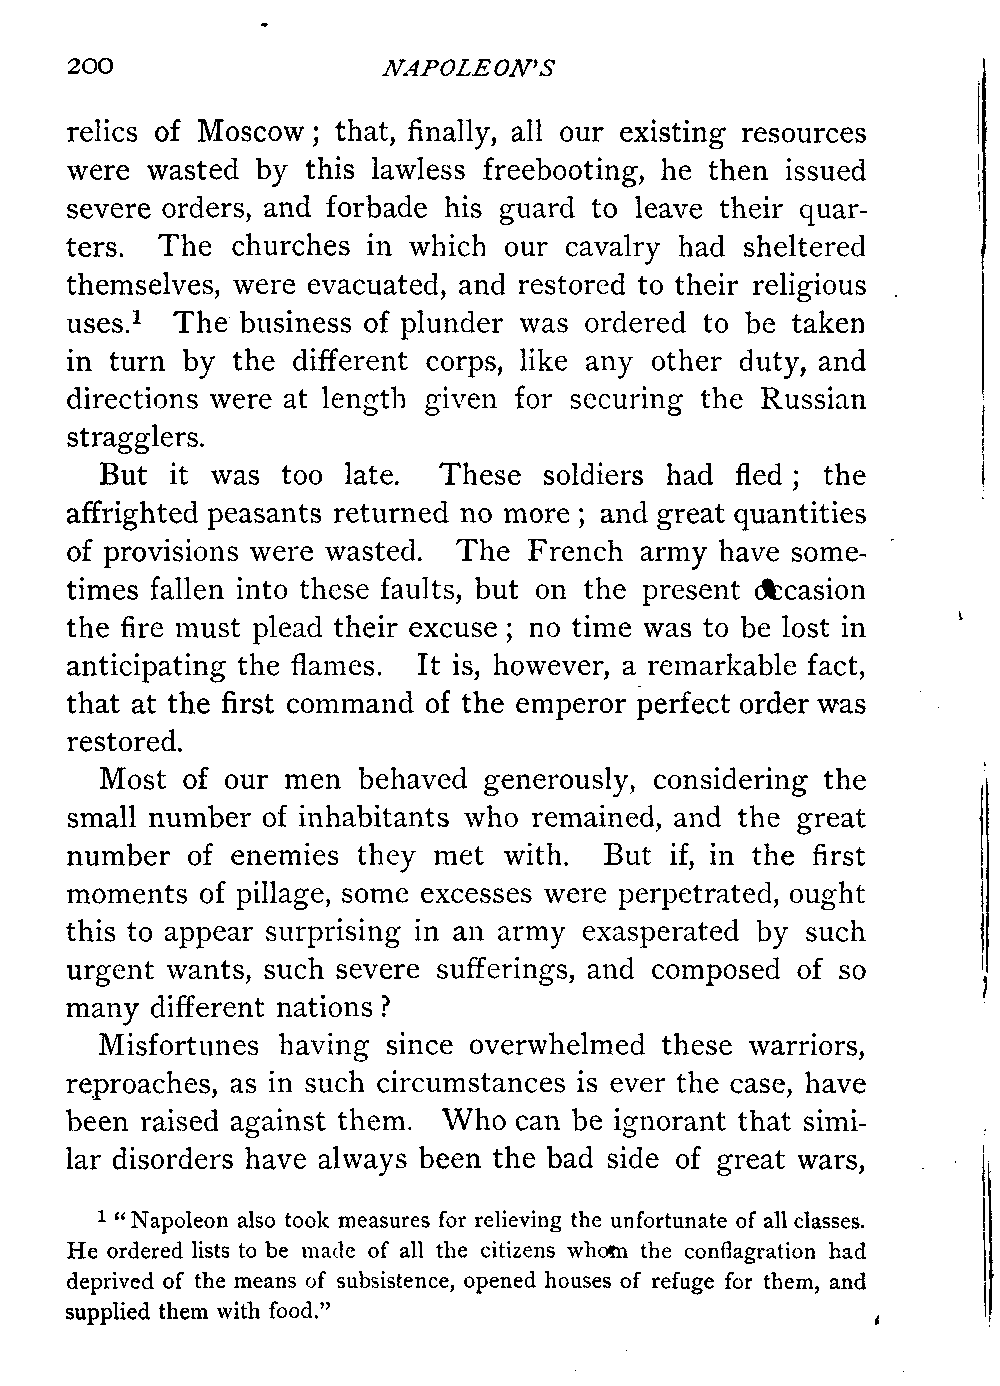 200 NAPOLEON'S
relics of Moscow; that, finally, all our existing resources
were wasted by this lawless freebooting, he then issued
severe orders, and forbade his guard to leave their quar-
ters. The churches in which our cavalry had sheltered
themselves, were evacuated, and restored to their religious
uses.¹ The business of plunder was ordered to be taken
in turn by the different corps, like any other duty, and
directions were at length given for securing the Russian
stragglers.
But it was too late. These soldiers had fled; the
affrighted peasants returned no more; and great quantities
of provisions were wasted. The French army have some-
times fallen into these faults, but on the present occasion
the fire must plead their excuse; no time was to be lost in
anticipating the flames. It is, however, a remarkable fact,
that at the first command of the emperor perfect order was
restored.
Most of our men behaved generously, considering the
small number of inhabitants who remained, and the great
number of enemies they met with. But if, in the first
moments of pillage, some excesses were perpetrated, ought
this to appear surprising in an army exasperated by such
urgent wants, such severe sufferings, and composed of so
many different nations?
Misfortunes having since overwhelmed these warriors,
reproaches, as in such circumstances is ever the case, have
been raised against them. Who can be ignorant that simi-
lar disorders have always been the bad side of great wars,
¹ "Napoleon also took measures for relieving the unfortunate of all classes.
He ordered lists to be made of all the citizens whom the conflagration had
deprived of the means of subsistence, opened houses of refuge for them, and
supplied them with food."